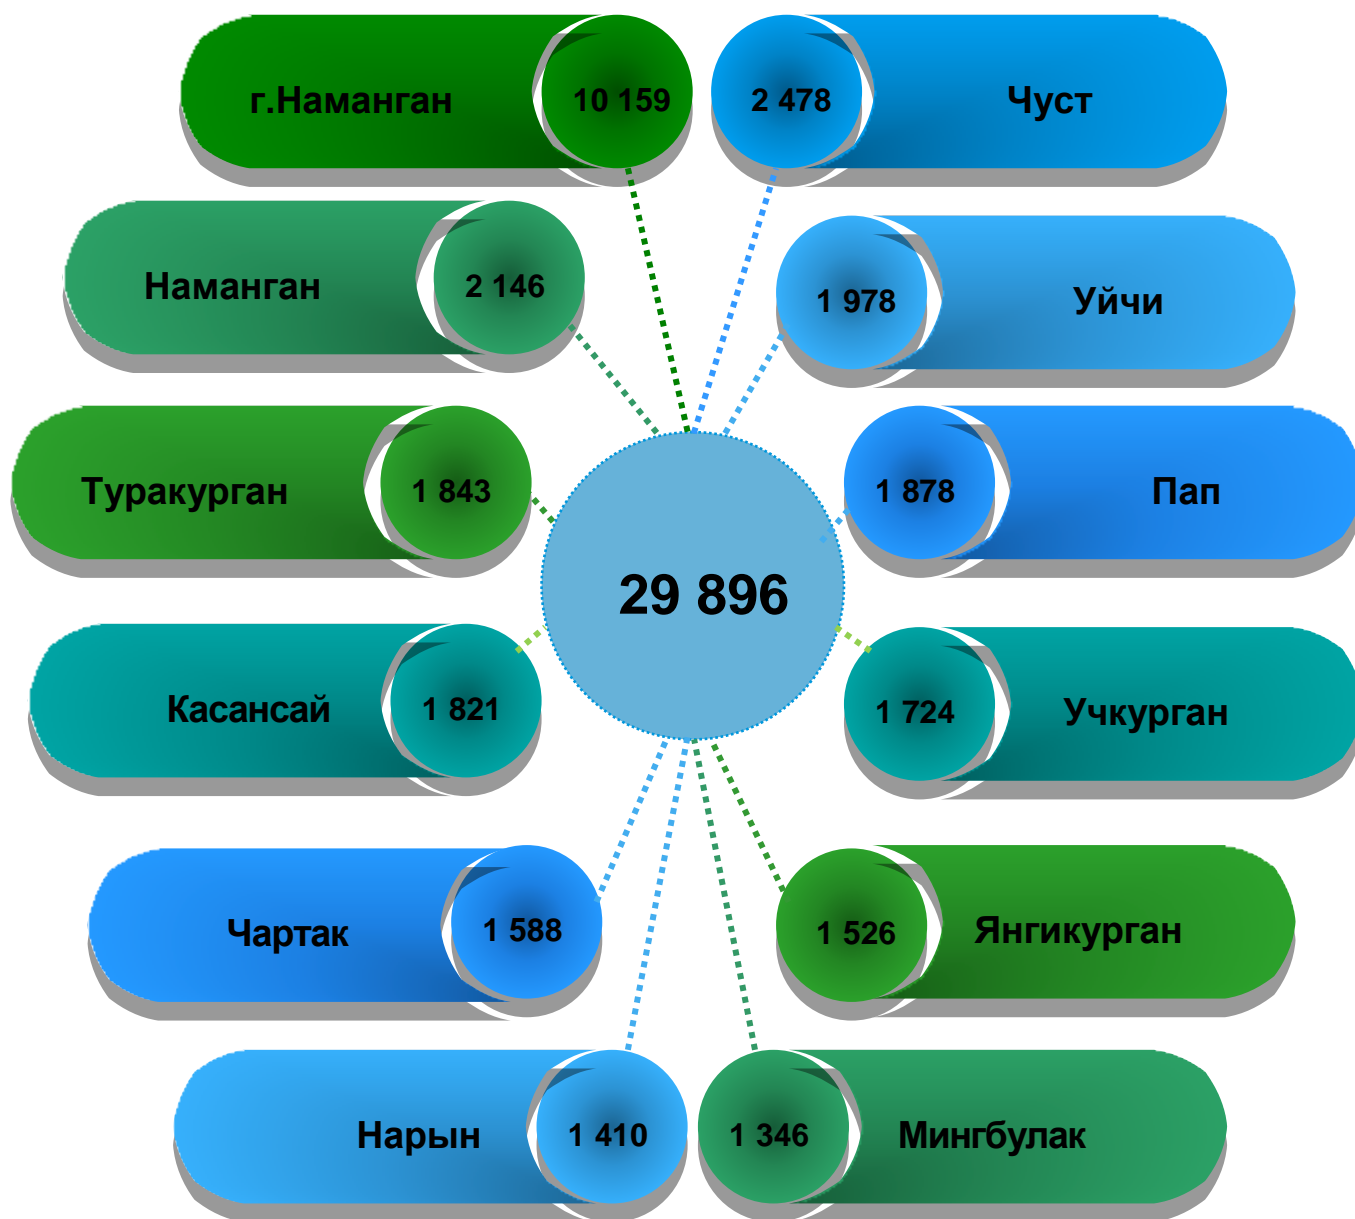 г.Наманган
10 159
2 478
Чуст
Наманган
2 146
1 978
Уйчи
Туракурган
1 843
1 878
Пап
29 896
Касансай
1 821
1 724
Учкурган
Чартак
1 588
1 526
Янгикурган
Нарын
1 410
1 346
Мингбулак